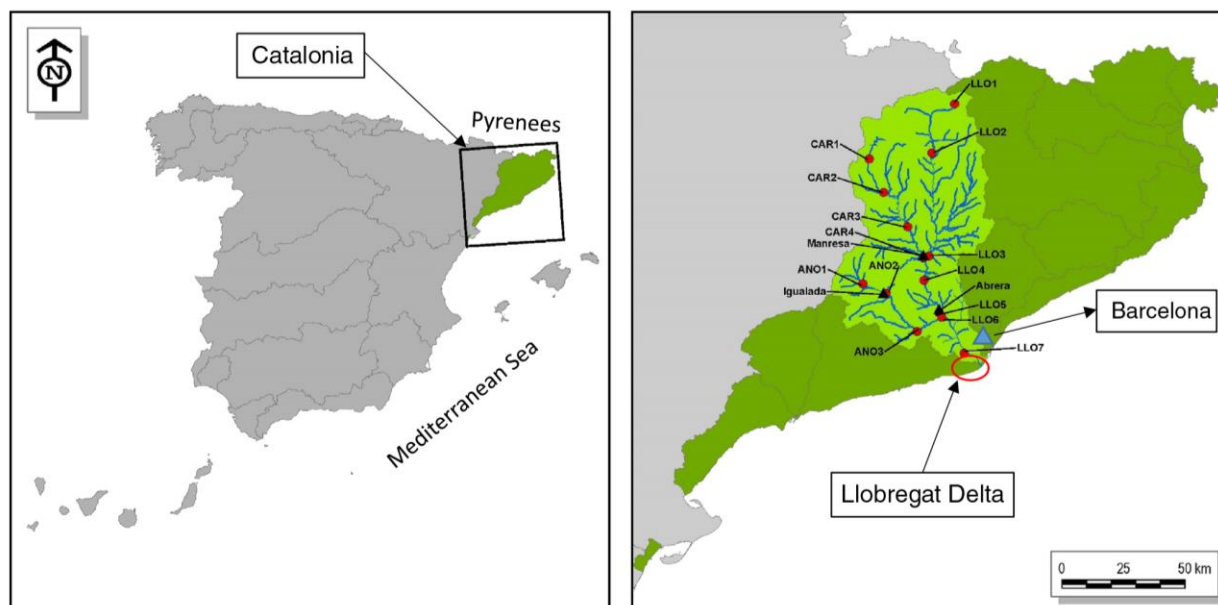 N
Catalonia
Pyrenees
Mediterranean Sea
LLO1
LLO2
CAR1
CAR2
CAR3
CAR4
Manresa
LLO3
ANO2
ANO1
LLO4
Igualada
Abrera
LLO5
LLO6
Barcelona
ANO3
LLO7
Llobregat Delta
0 25 50 km